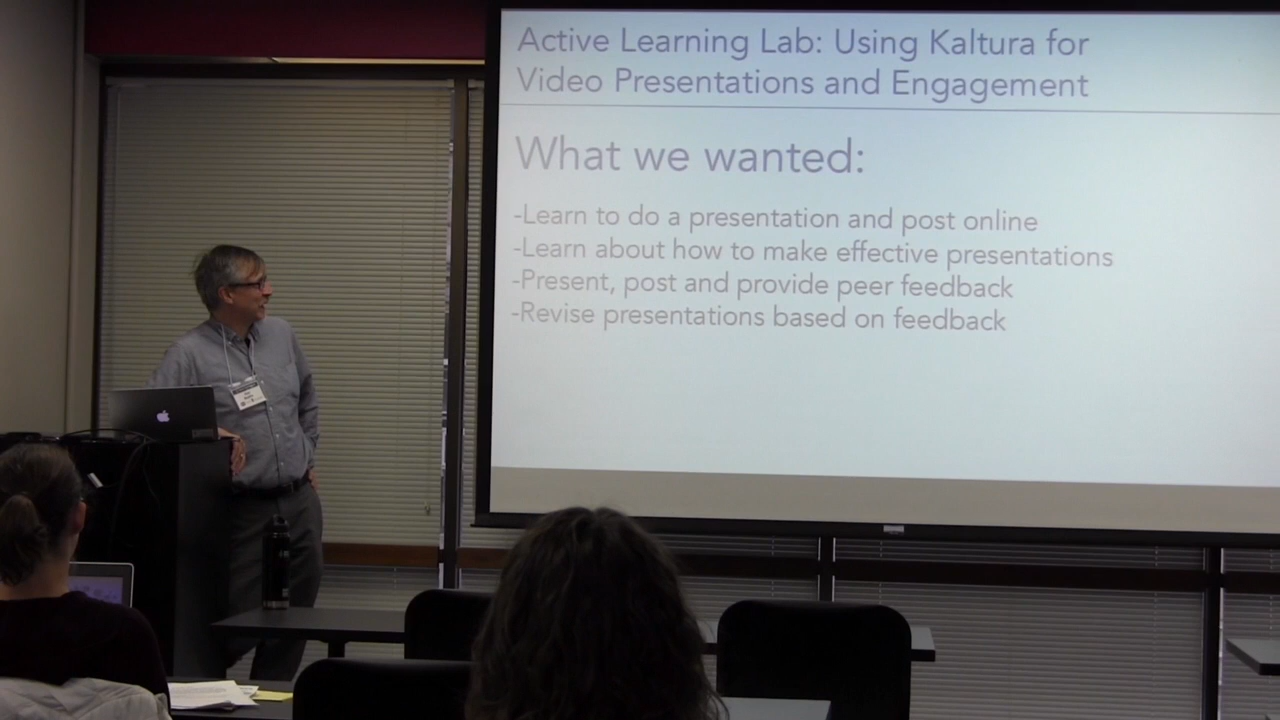 Active Learning Lab: Using Kaltura for
Video Presentations and Engagement
What we wanted:
-Learn to do a presentation and post online
-Learn about how to make effective presentations
-Present, post and provide peer feedback
-Revise presentations based on feedback